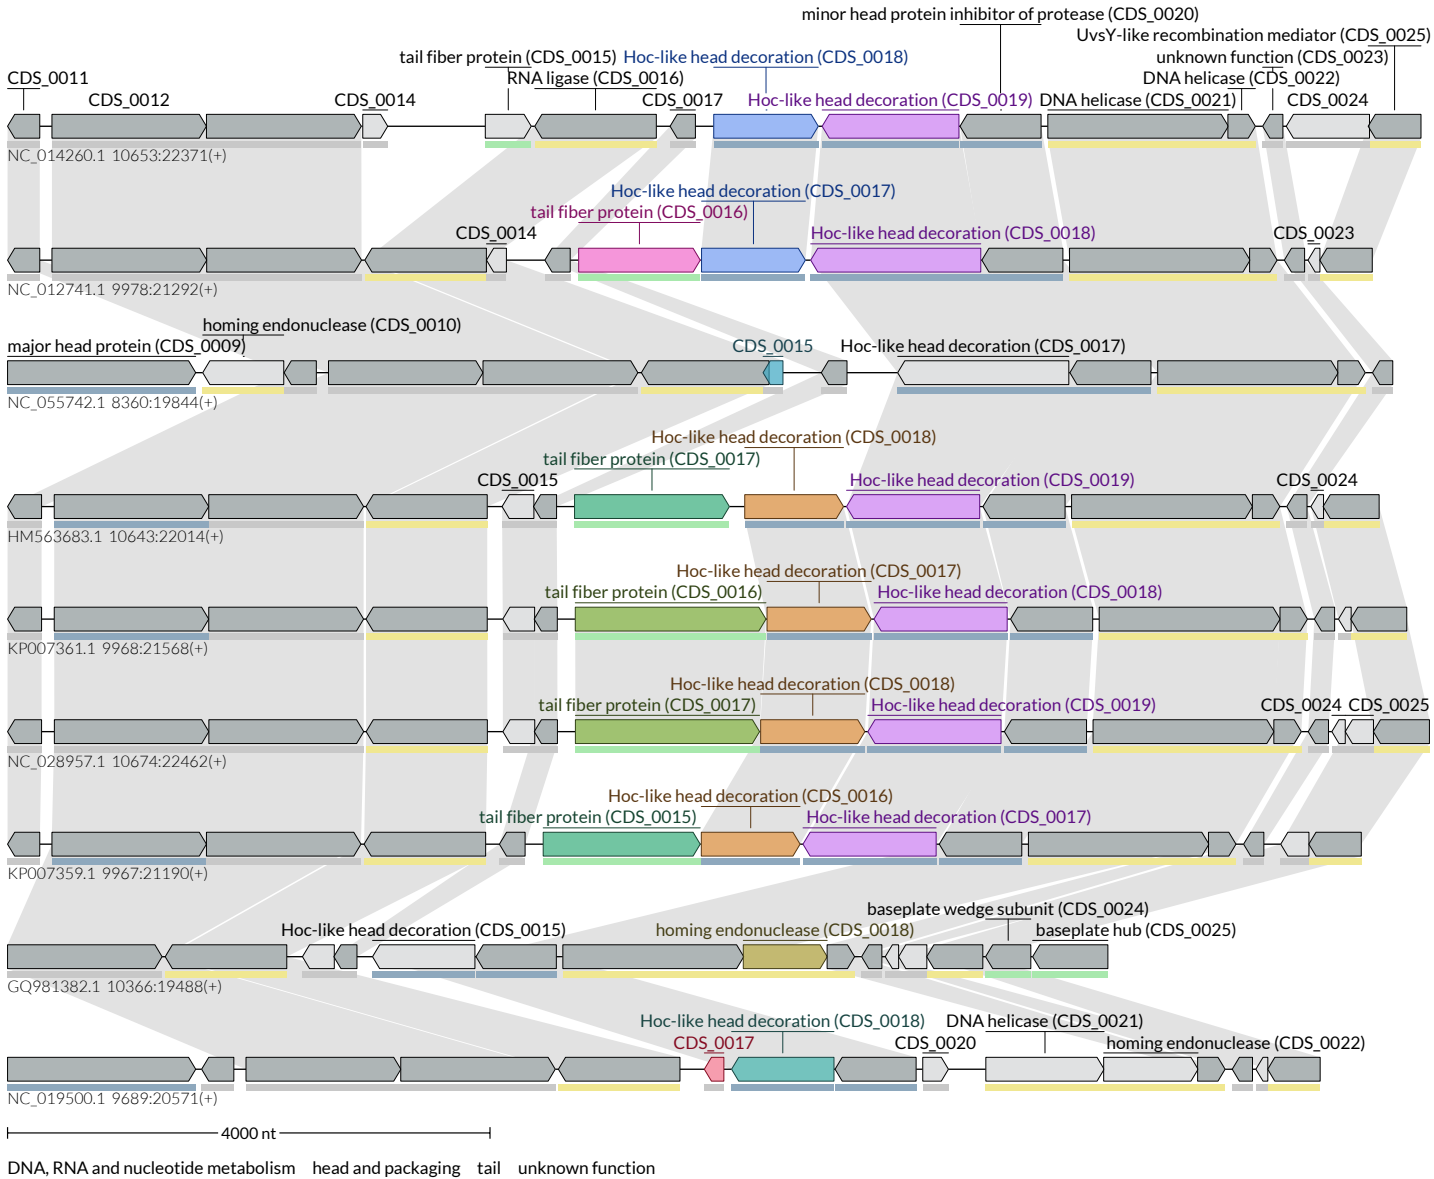 minor head protein inhibitor of protease (CDS_0020)
UvsY-like recombination mediator (CDS_0025)
tail fiber protein (CDS_0015) Hoc-like head decoration (CDS_0018) unknown function (CDS_0023)
CDS_0011 RNA ligase (CDS_0016) DNA helicase (CDS_0022)
CDS_0012 CDS_0014 CDS_0017 Hoc-like head decoration (CDS_0019) DNA helicase (CDS_0021) CDS_0024
NC_014260.1 10653:22371(+)
Hoc-like head decoration (CDS_0017)
tail fiber protein (CDS_0016)
CDS_0014 Hoc-like head decoration (CDS_0018) CDS_0023
NC_012741.1 9978:21292(+)
homing endonuclease (CDS_0010)
major head protein (CDS_0009) CDS_0015 Hoc-like head decoration (CDS_0017)
NC_055742.1 8360:19844(+)
Hoc-like head decoration (CDS_0018)
tail fiber protein (CDS_0017)
CDS_0015 Hoc-like head decoration (CDS_0019) CDS_0024
HM563683.1 10643:22014(+)
Hoc-like head decoration (CDS_0017)
tail fiber protein (CDS_0016) Hoc-like head decoration (CDS_0018)
KP007361.1 9968:21568(+)
Hoc-like head decoration (CDS_0018)
tail fiber protein (CDS_0017) Hoc-like head decoration (CDS_0019) CDS_0024 CDS_0025
NC_028957.1 10674:22462(+)
Hoc-like head decoration (CDS_0016)
tail fiber protein (CDS_0015) Hoc-like head decoration (CDS_0017)
KP007359.1 9967:21190(+)
baseplate wedge subunit (CDS_0024)
Hoc-like head decoration (CDS_0015) homing endonuclease (CDS_0018) baseplate hub (CDS_0025)
GQ981382.1 10366:19488(+)
Hoc-like head decoration (CDS_0018) DNA helicase (CDS_0021)
CDS_0017 CDS_0020 homing endonuclease (CDS_0022)
NC_019500.1 9689:20571(+)
4000 nt
DNA, RNA and nucleotide metabolism head and packaging tail unknown function